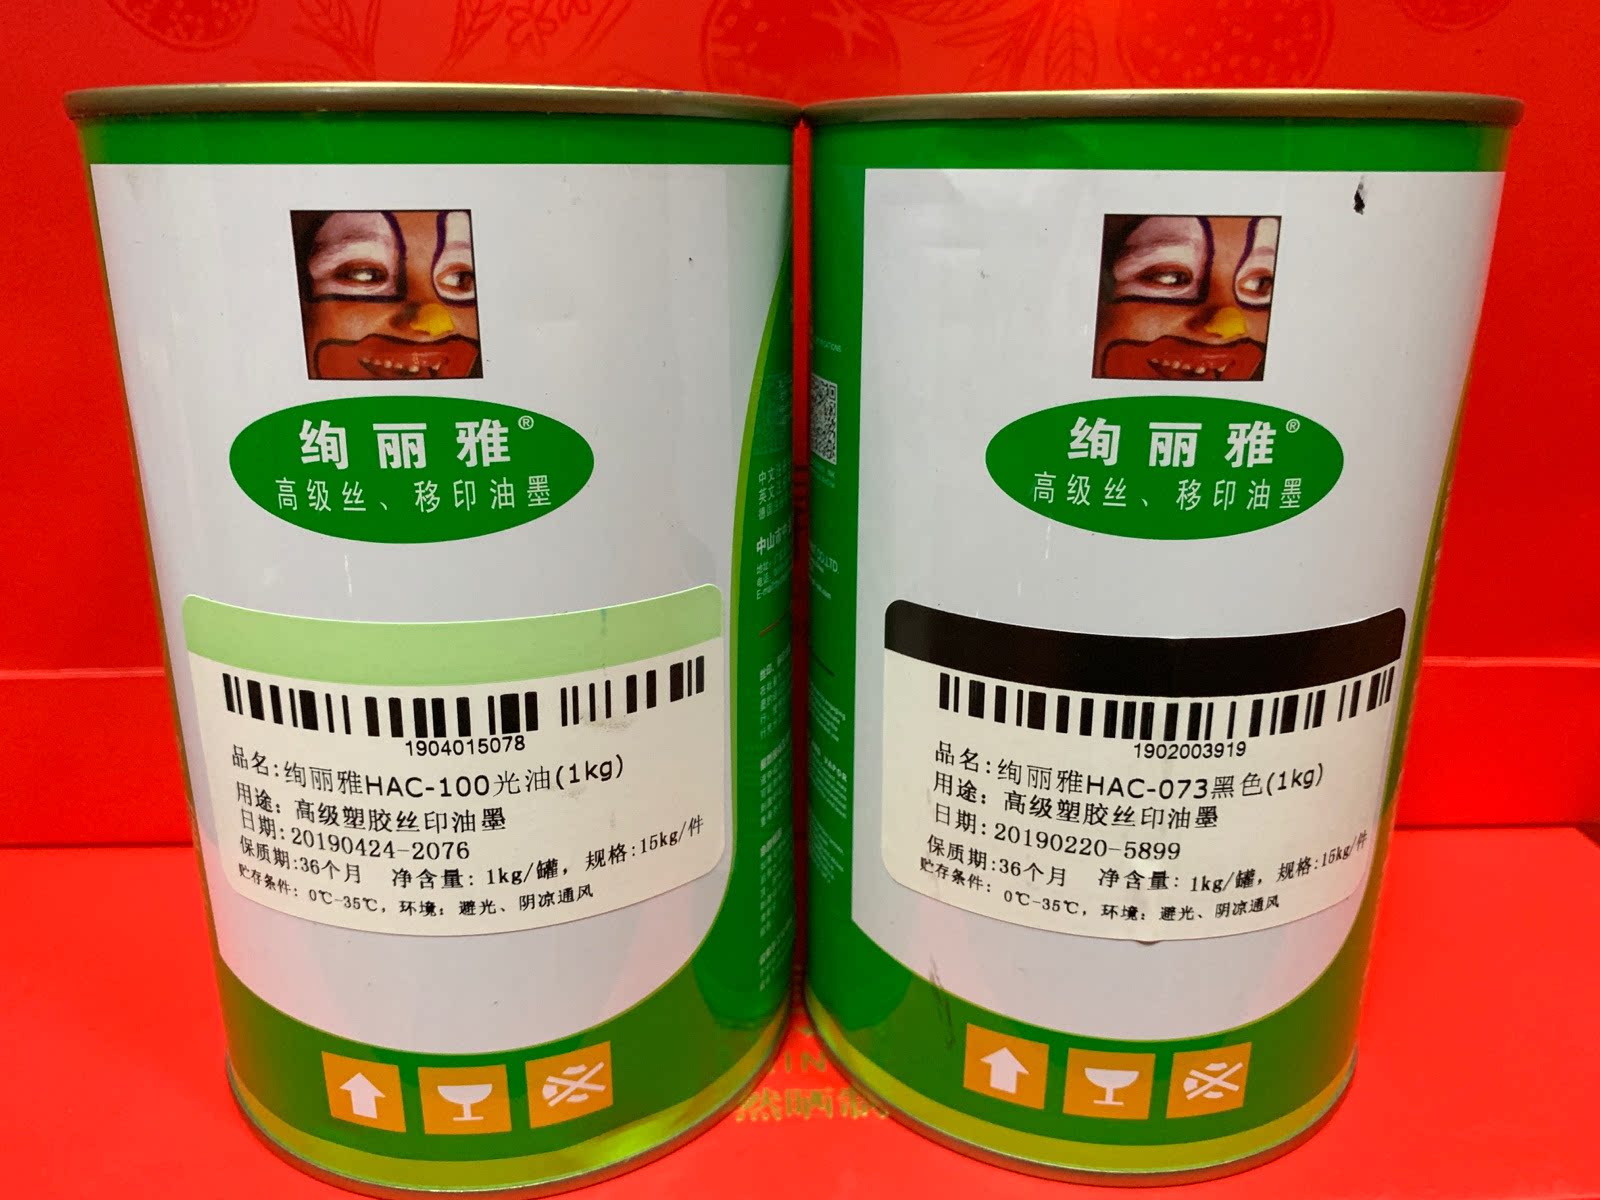 绚丽雅®
高级丝、移印油墨
1904015078
品名:绚丽雅HAC-100光油(1kg)
用途：高级塑胶丝印油墨
日期:20190424-2076
保质期:36个月 净含量：1kg/罐，规格:15kg/件
贮存条件：0℃-35℃，环境：避光、阴凉通风
绚丽雅®
高级丝、移印油墨
1902003919
品名:绚丽雅HAC-073黑色(1kg)
用途：高级塑胶丝印油墨
日期:20190220-5899
保质期:36个月 净含量：1kg/罐，规格:15kg/件
贮存条件：0℃-35℃，环境：避光、阴凉通风